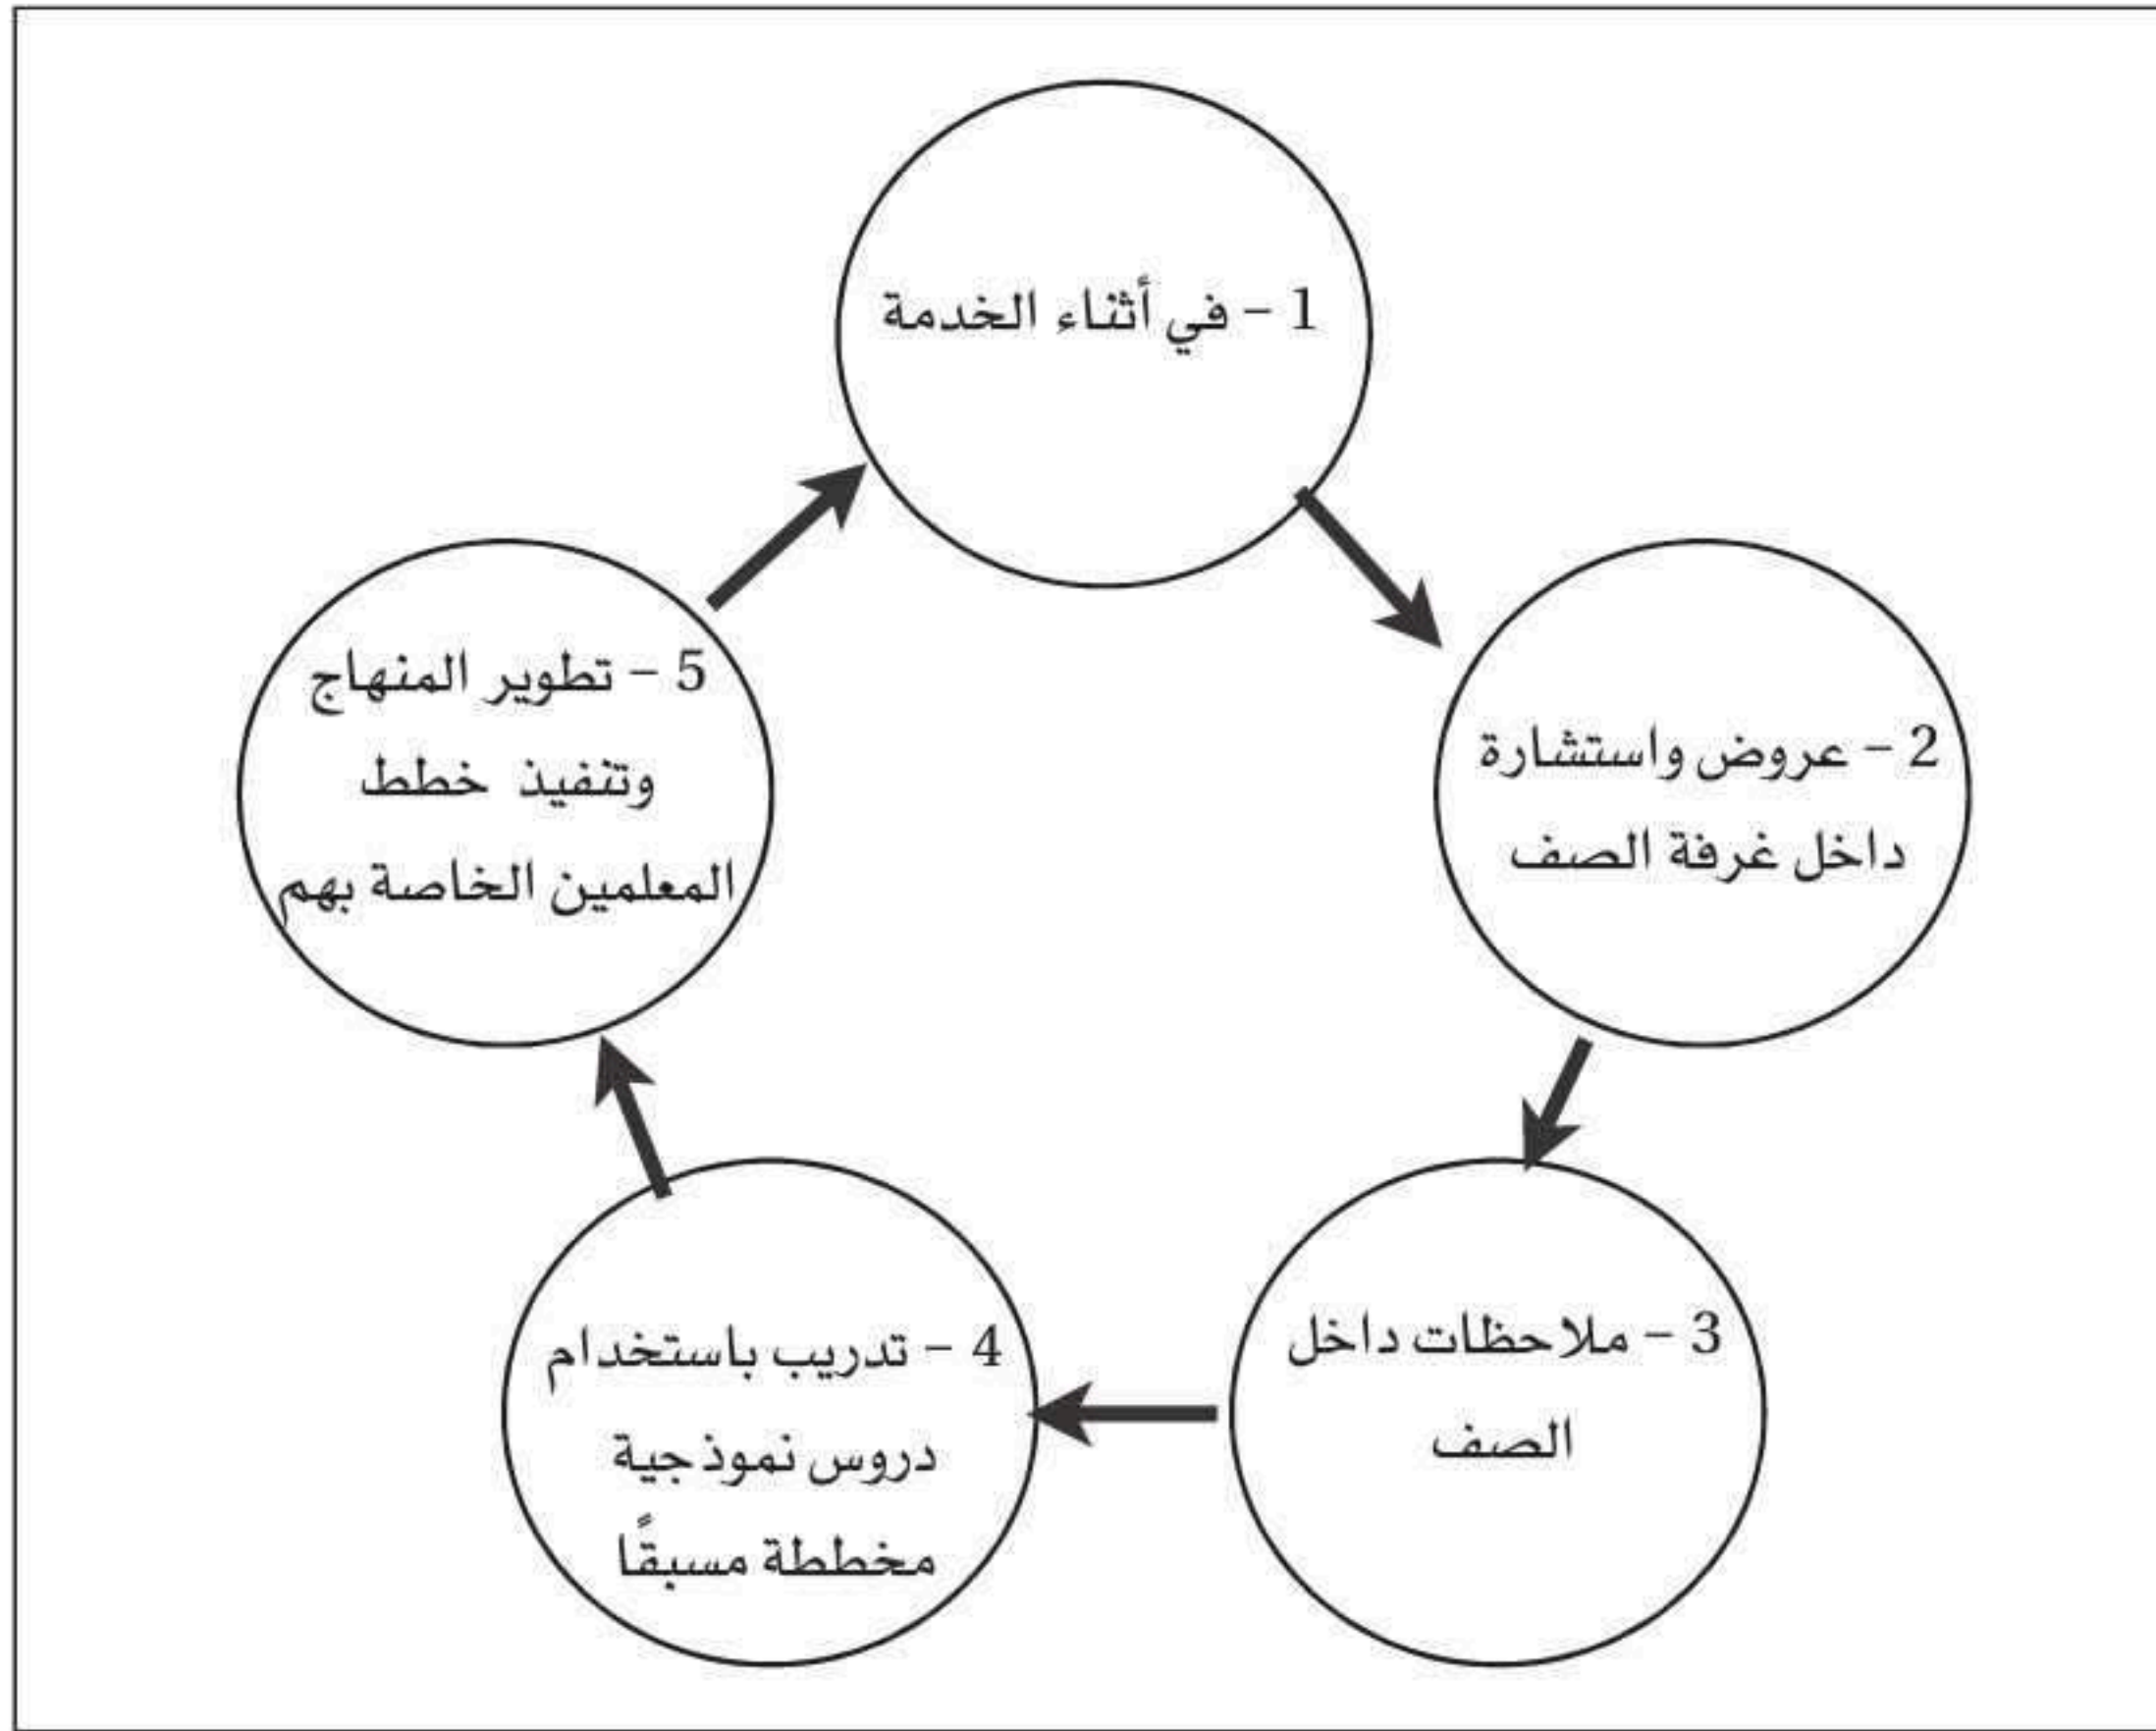 1 – في أثناء الخدمة
2 – عروض واستشارة
داخل غرفة الصف
3 – ملاحظات داخل
الصف
4 – تدريب باستخدام
دروس نموذجية
مخططة مسبقًا
5 – تطوير المنهاج
وتنفيذ خطط
المعلمين الخاصة بهم